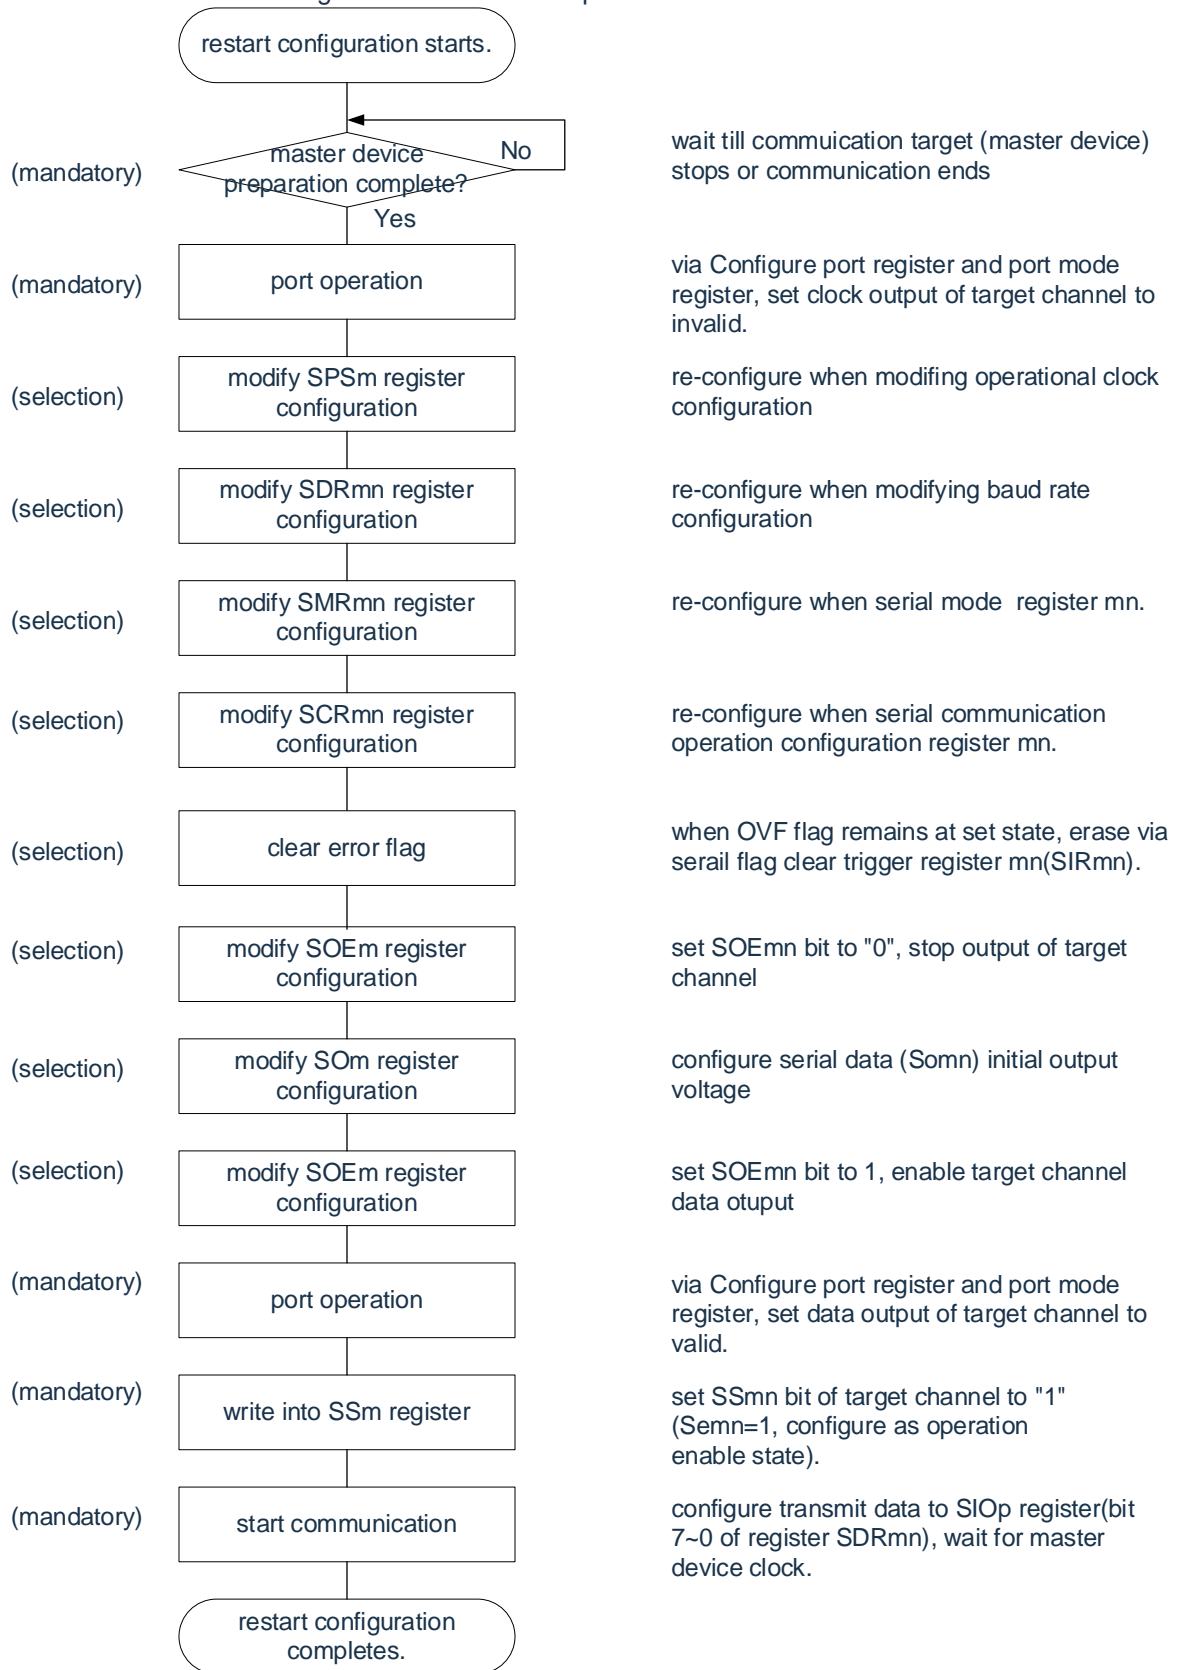 restart configuration starts.
master device
preparation complete?
No
Yes
(mandatory)
wait till commuication target (master device)
stops or communication ends
(mandatory)
port operation
via Configure port register and port mode
register, set clock output of target channel to
invalid.
(selection)
modify SPSm register
configuration
re-configure when modifing operational clock
configuration
(selection)
modify SDRmn register
configuration
re-configure when modifying baud rate
configuration
(selection)
modify SMRmn register
configuration
re-configure when serial mode  register mn.
(selection)
modify SCRmn register
configuration
re-configure when serial communication
operation configuration register mn.
(selection)
clear error flag
when OVF flag remains at set state, erase via
serail flag clear trigger register mn(SIRmn).
(selection)
modify SOEm register
configuration
set SOEmn bit to "0", stop output of target
channel
(selection)
modify SOm register
configuration
configure serial data (Somn) initial output
voltage
(selection)
modify SOEm register
configuration
set SOEmn bit to 1, enable target channel
data otuput
(mandatory)
port operation
via Configure port register and port mode
register, set data output of target channel to
valid.
(mandatory)
write into SSm register
set SSmn bit of target channel to "1"
(Semn=1, configure as operation
enable state).
(mandatory)
start communication
configure transmit data to SIOp register(bit
7~0 of register SDRmn), wait for master
device clock.
restart configuration
completes.